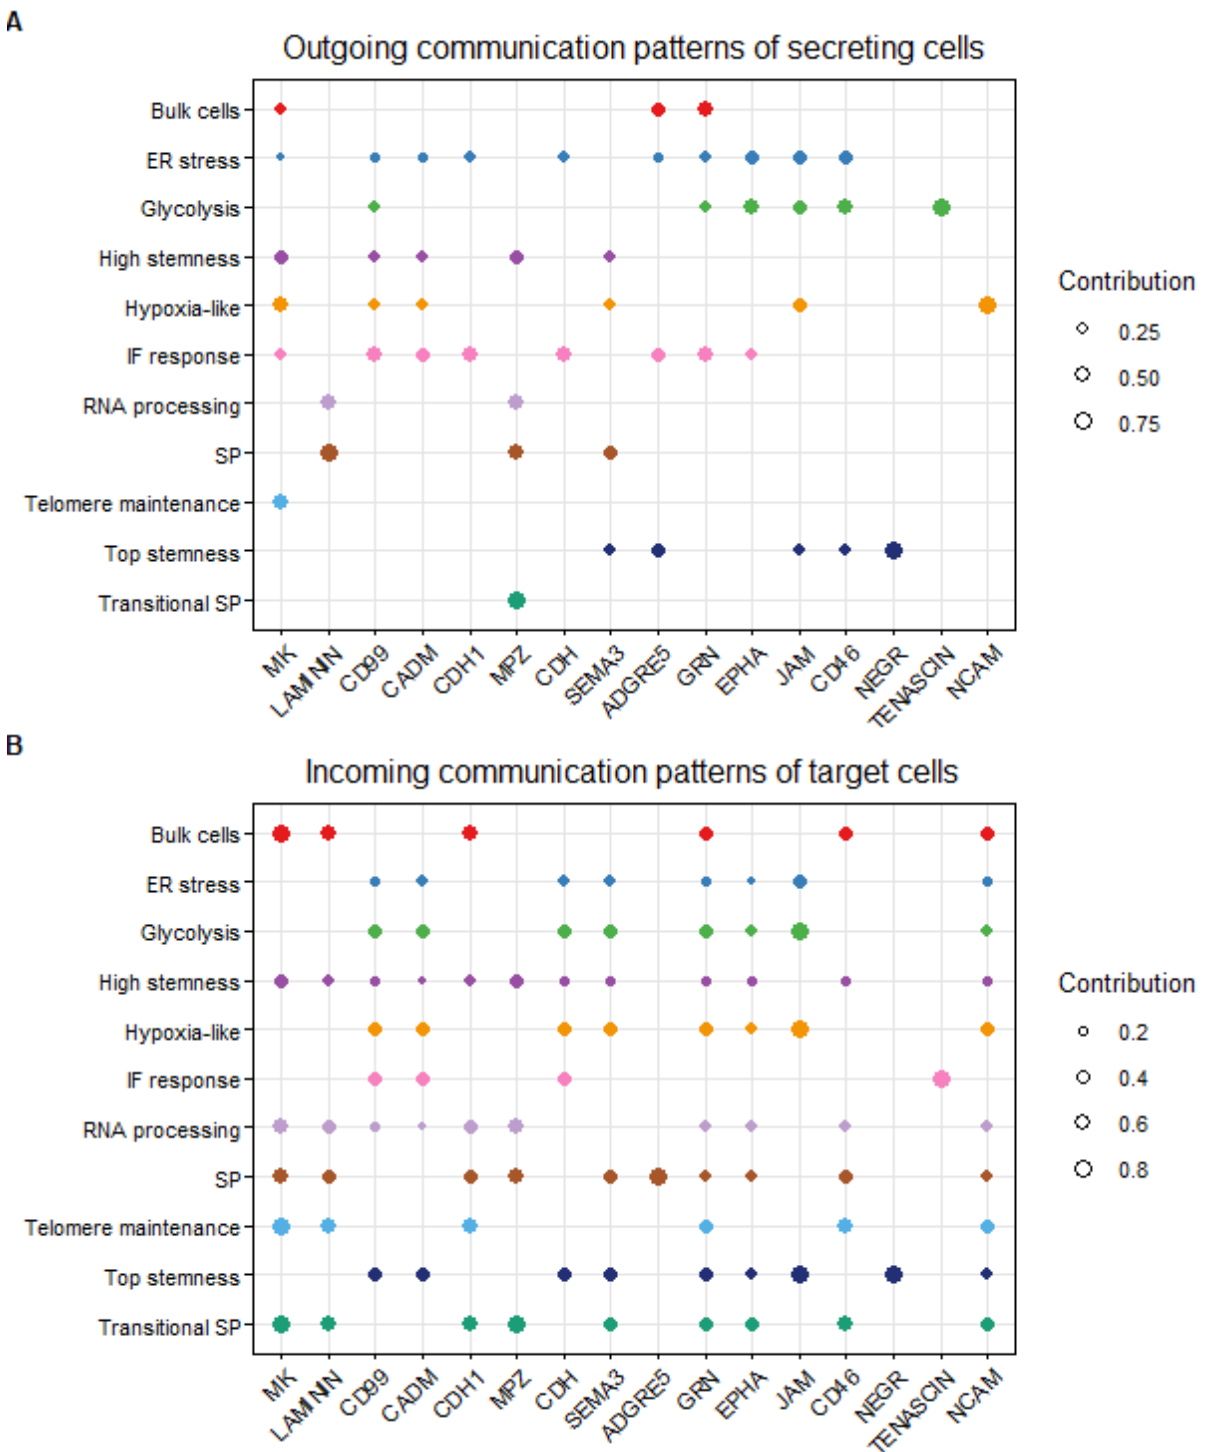 A
Outgoing communication patterns of secreting cells
Bulk cells
ER stress
Glycolysis
High stemness
Hypoxia-like
IF response
RNA processing
SP
Telomere maintenance
Top stemness
Transitional SP
MK
LAMININ
CD99
CADM
CDH1
MPZ
CDH
SEMA3
ADGRE5
GRN
EPHA
JAM
CD46
NEGR
TENASCIN
NCAM
Contribution
0.25
0.50
0.75
B
Incoming communication patterns of target cells
Bulk cells
ER stress
Glycolysis
High stemness
Hypoxia-like
IF response
RNA processing
SP
Telomere maintenance
Top stemness
Transitional SP
MK
LAMININ
CD99
CADM
CDH1
MPZ
CDH
SEMA3
ADGRE5
GRN
EPHA
JAM
CD46
NEGR
TENASCIN
NCAM
Contribution
0.2
0.4
0.6
0.8